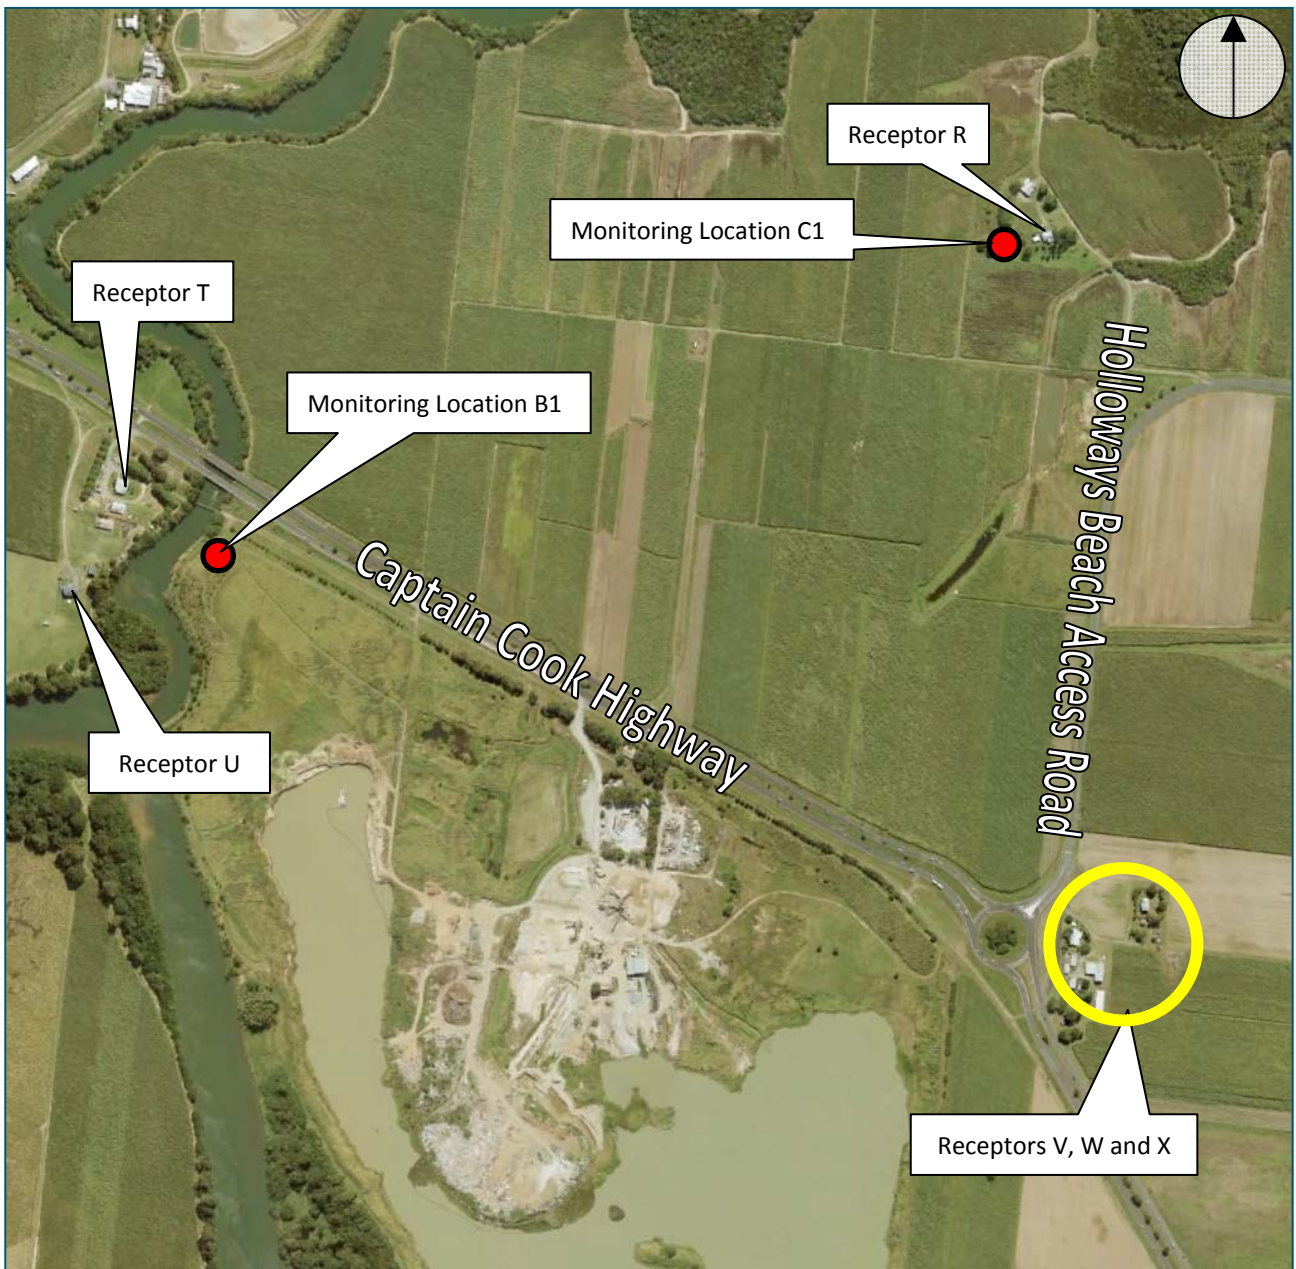 Receptor R
Monitoring Location C1
Receptor T
Monitoring Location B1
Holloways Beach Access Road
Captain Cook Highway
Receptor U
Receptors V, W and X